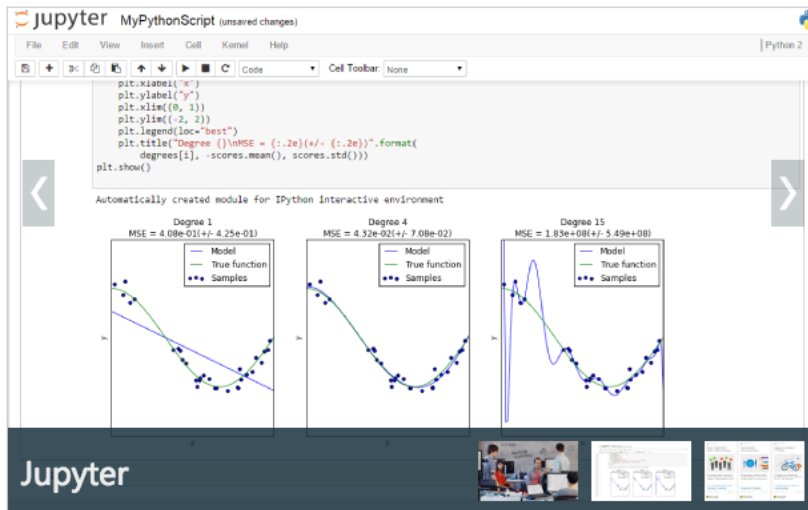 jupyter MyPythonScript (unsaved changes)
File Edit View Insert Cell Kernel Help Python 2
Code Cell Toolbar: None
plt.xlabel("x")
plt.ylabel("y")
plt.xlim((0, 1))
plt.ylim((-2, 2))
plt.legend(loc="best")
plt.title("Degree {}\nMSE = {:.2e}(+/- {:.2e})".format(
degrees[i], -scores.mean(), scores.std()))
plt.show()
Automatically created module for IPython interactive environment
Degree 1
MSE = 4.08e-01(+/- 4.25e-01)
Model
True function
Samples
y
x
Degree 4
MSE = 4.32e-02(+/- 7.08e-02)
Model
True function
Samples
y
x
Degree 15
MSE = 1.83e+08(+/- 5.49e+08)
Model
True function
Samples
y
x
Jupyter